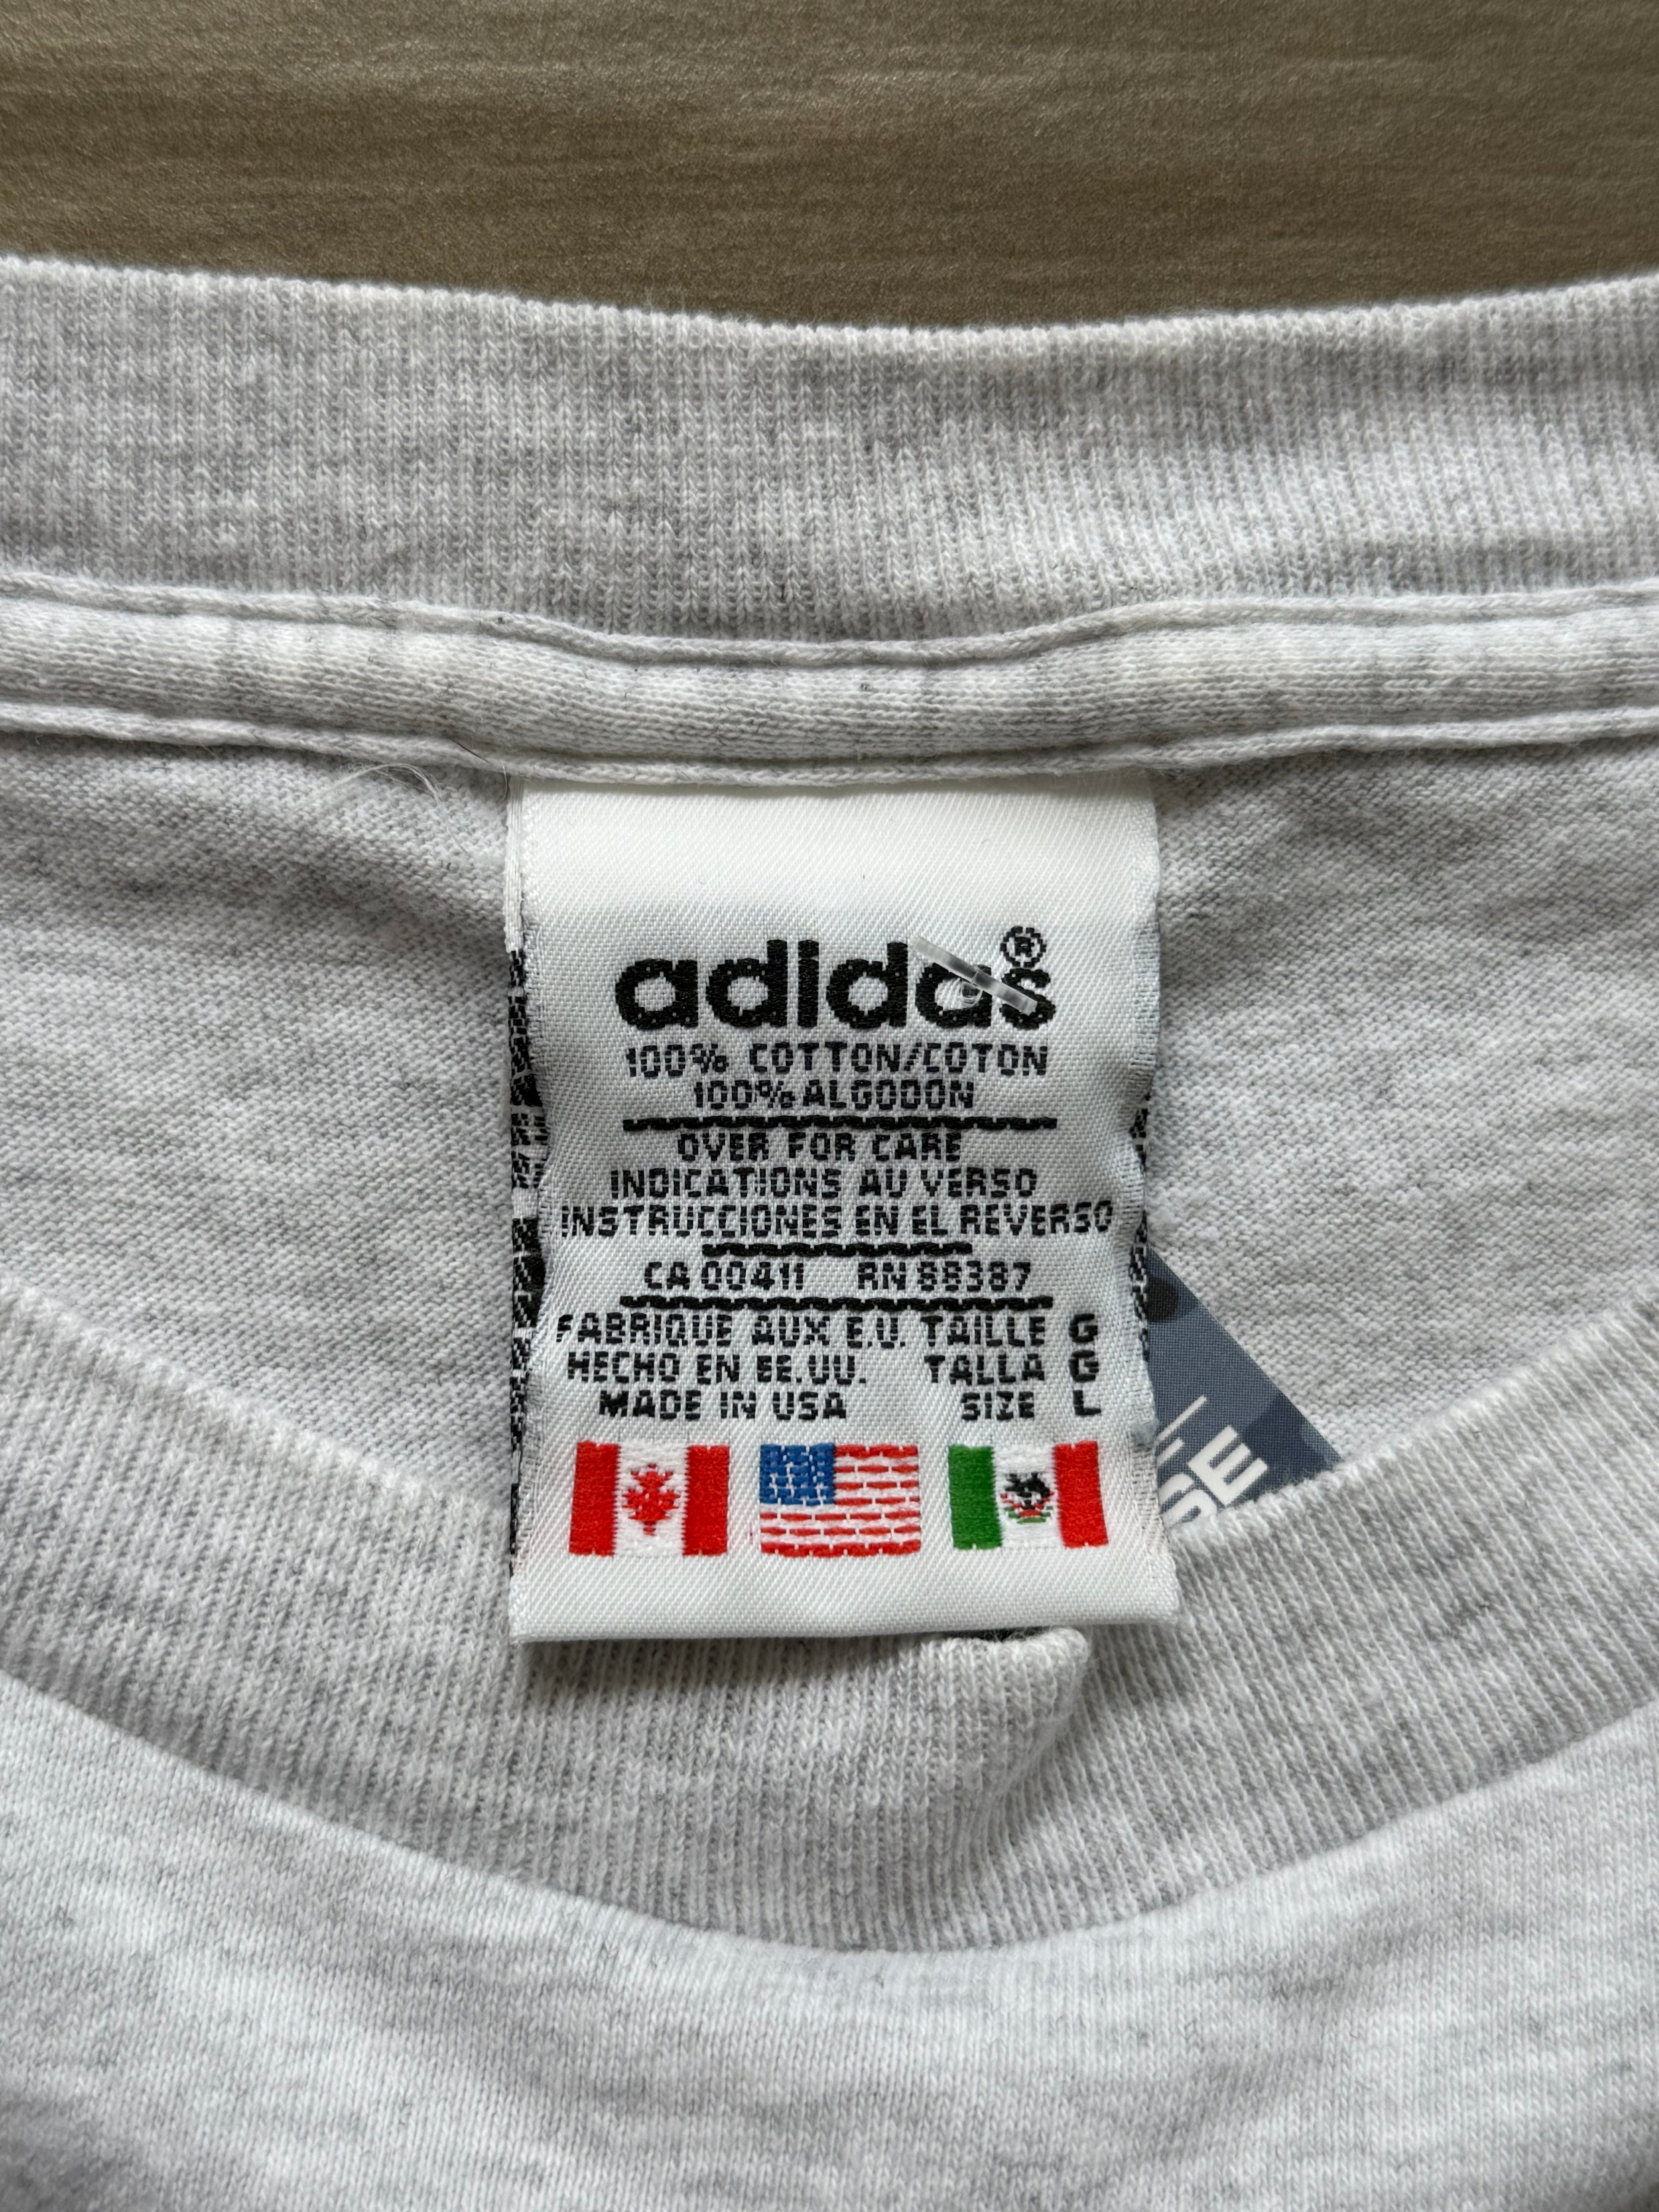 adidas®
100% COTTON/COTON
100% ALGODON
OVER FOR CARE
INDICATIONS AU VERSO
INSTRUCCIONES EN EL REVERSO
CA 00411 RN 88387
FABRIQUE AUX E.U. TAILLE G
HECHO EN EE.UU. TALLA G
MADE IN USA SIZE L